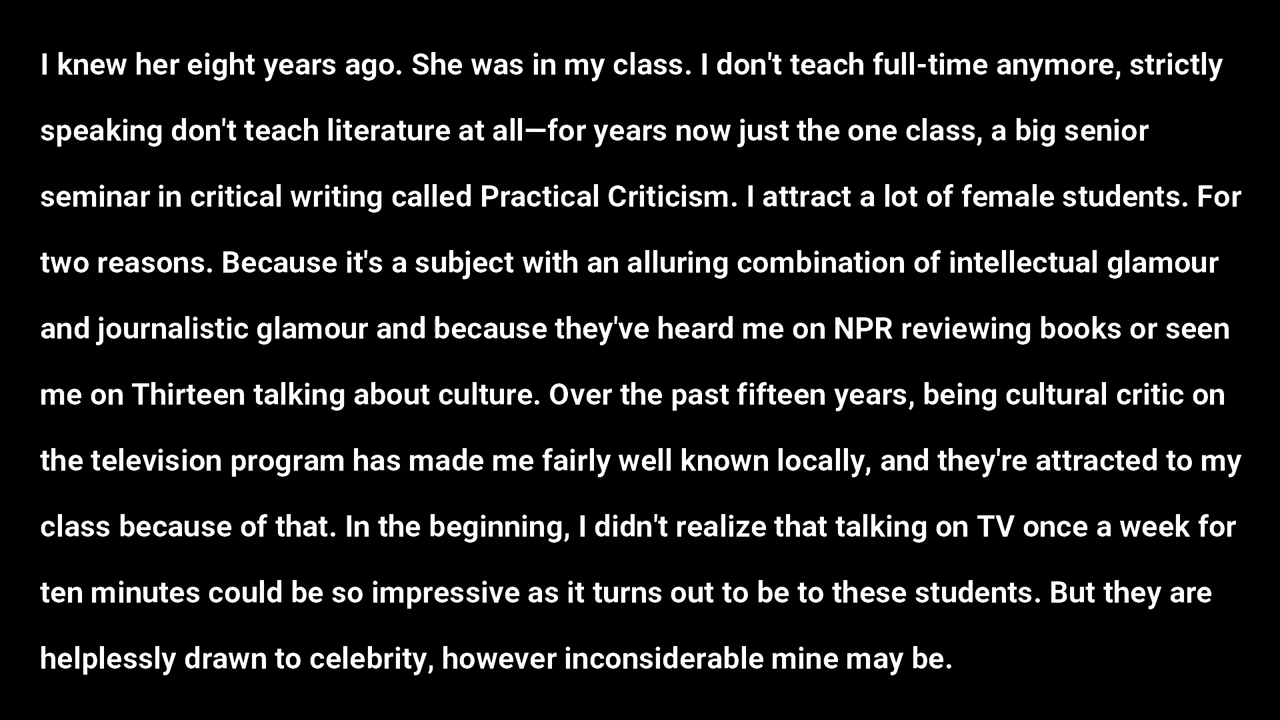 I knew her eight years ago. She was in my class. I don't teach full-time anymore, strictly
speaking don't teach literature at all—for years now just the one class, a big senior
seminar in critical writing called Practical Criticism. I attract a lot of female students. For
two reasons. Because it's a subject with an alluring combination of intellectual glamour
and journalistic glamour and because they've heard me on NPR reviewing books or seen
me on Thirteen talking about culture. Over the past fifteen years, being cultural critic on
the television program has made me fairly well known locally, and they're attracted to my
class because of that. In the beginning, I didn't realize that talking on TV once a week for
ten minutes could be so impressive as it turns out to be to these students. But they are
helplessly drawn to celebrity, however inconsiderable mine may be.